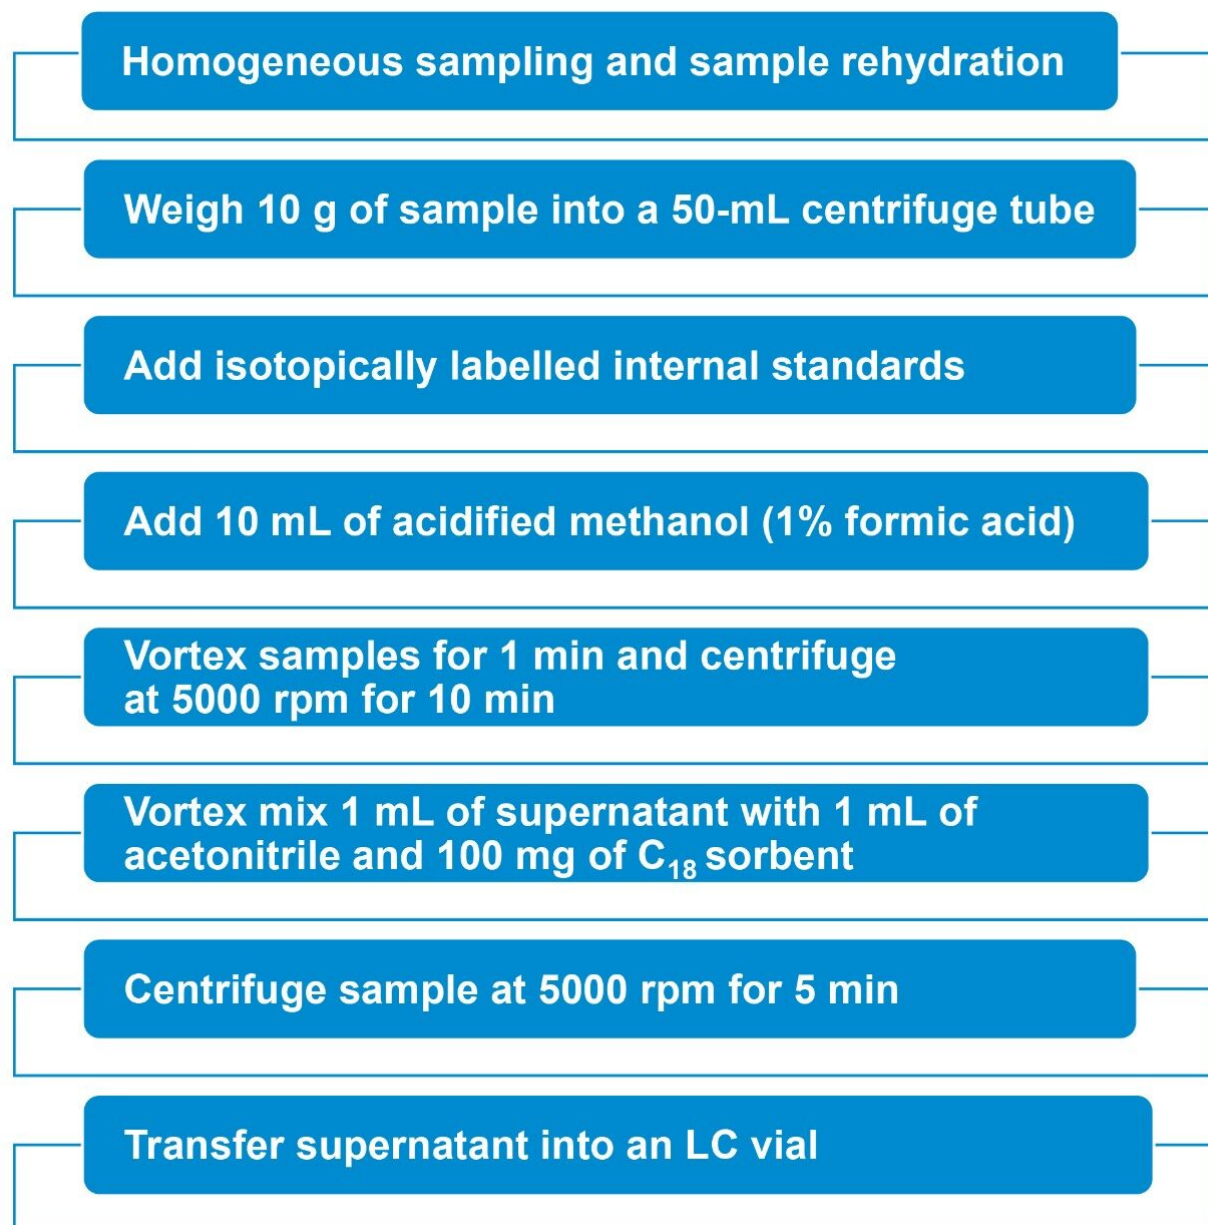 Homogeneous sampling and sample rehydration
Weigh 10 g of sample into a 50-mL centrifuge tube
Add isotopically labelled internal standards
Add 10 mL of acidified methanol (1% formic acid)
Vortex samples for 1 min and centrifuge
at 5000 rpm for 10 min
Vortex mix 1 mL of supernatant with 1 mL of
acetonitrile and 100 mg of C₁₈ sorbent
Centrifuge sample at 5000 rpm for 5 min
Transfer supernatant into an LC vial